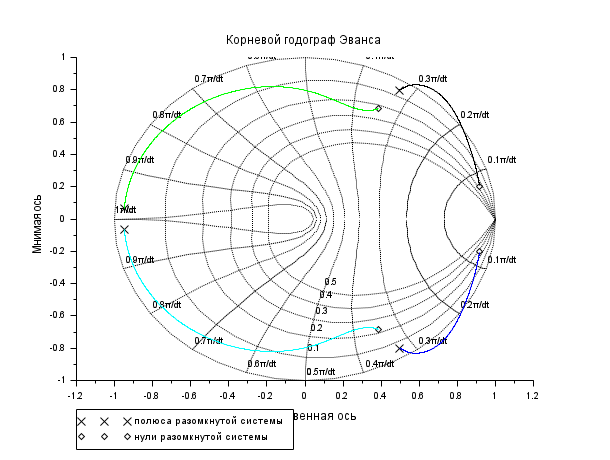 Корневой годограф Эванса
1
0.7π/dt
0.3π/dt
0.8
0.8π/dt
0.2π/dt
0.6
0.4
0.9π/dt
0.1π/dt
0.2
1π/dt
0
Мнимая ось
-0.2
0.9π/dt
0.1π/dt
-0.4
0.5
0.4
0.8π/dt
0.3
0.2π/dt
-0.6
0.2
0.7π/dt
0.1
0.3π/dt
-0.8
0.6π/dt
0.5π/dt
0.4π/dt
-1
-1.2 -1 -0.8 -0.6 -0.4 -0.2 0 0.2 0.4 0.6 0.8 1 1.2
венная ось
полюса разомкнутой системы
нули разомкнутой системы